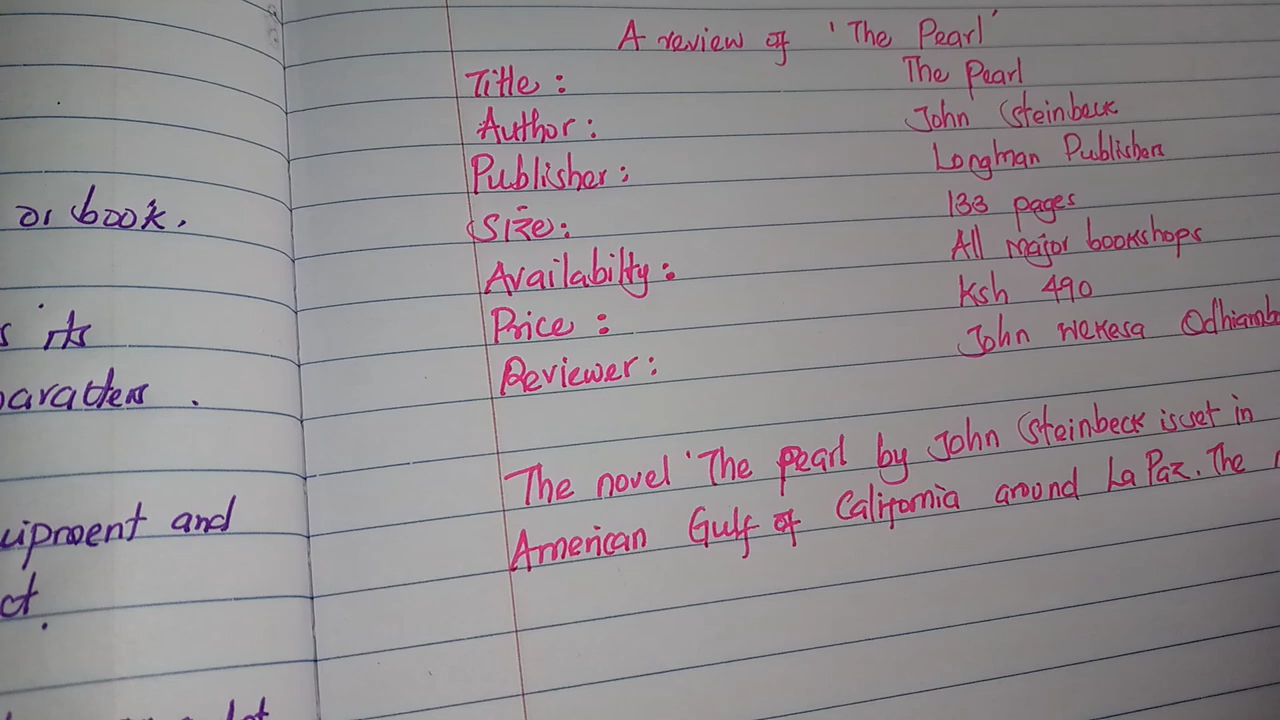 or book.
its
uipment and
ct.
lot
A review of 'The Pearl'
Title : The Pearl
Author : John Steinbeck
Publisher : Longman Publishers
Size : 133 pages
Availabilty : All major bookshops
Price : Ksh 490
Reviewer : John Wekesa Odhiamb
The novel 'The Pearl by John Steinbeck is set in
American Gulf of California around La Paz. The